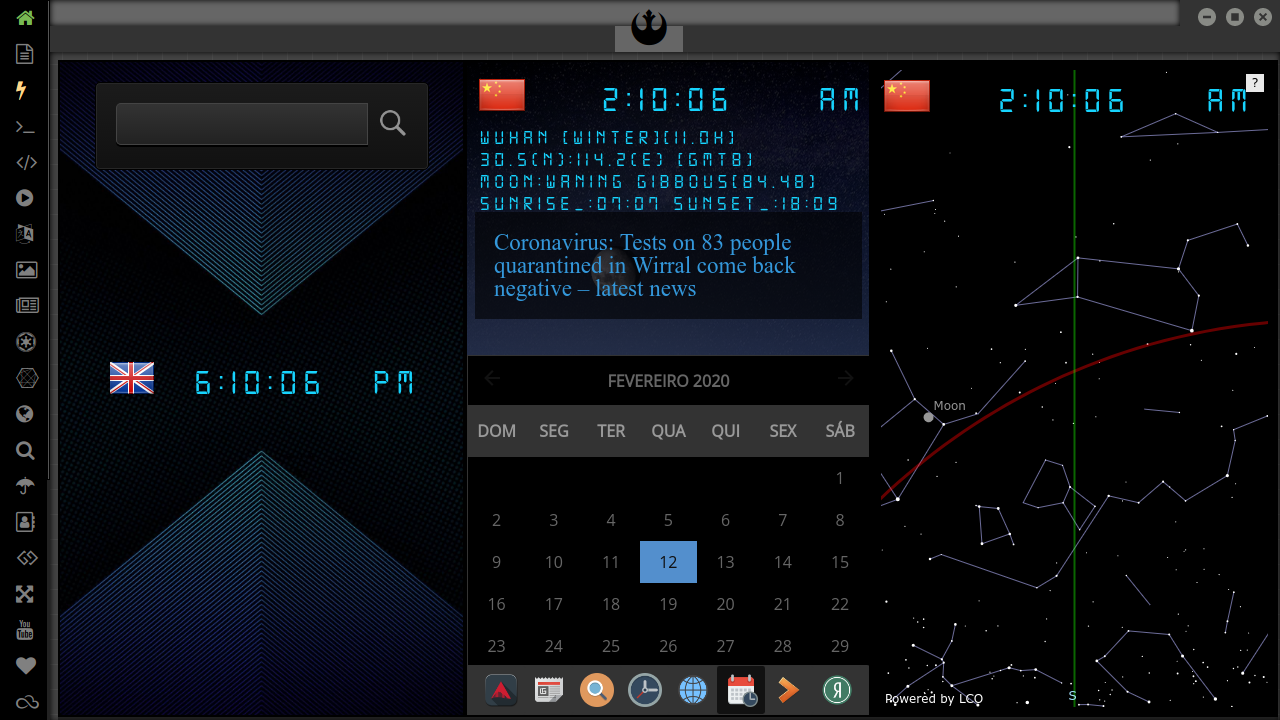 2:10:06 AM
WUHAN [WINTER][11.0H]
30.5(N):114.2(E) [GMT8]
MOON:WANING GIBBOUS[84.48]
SUNRISE_:07:07 SUNSET_:18:09
Coronavirus: Tests on 83 people
quarantined in Wirral come back
negative – latest news
6:10:06 PM
FEVEREIRO 2020
DOM SEG TER QUA QUI SEX SÁB
1
2 3 4 5 6 7 8
9 10 11 12 13 14 15
16 17 18 19 20 21 22
23 24 25 26 27 28 29
Я
2:10:06 AM
?
Moon
S
Powered by LCO
You
Tube